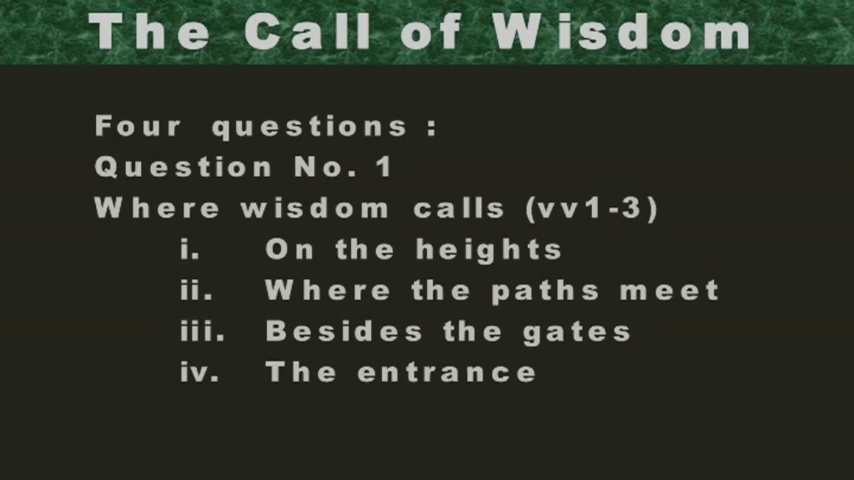 The Call of Wisdom
Four questions :
Question No. 1
Where wisdom calls (vv1-3)
i. On the heights
ii. Where the paths meet
iii. Besides the gates
iv. The entrance